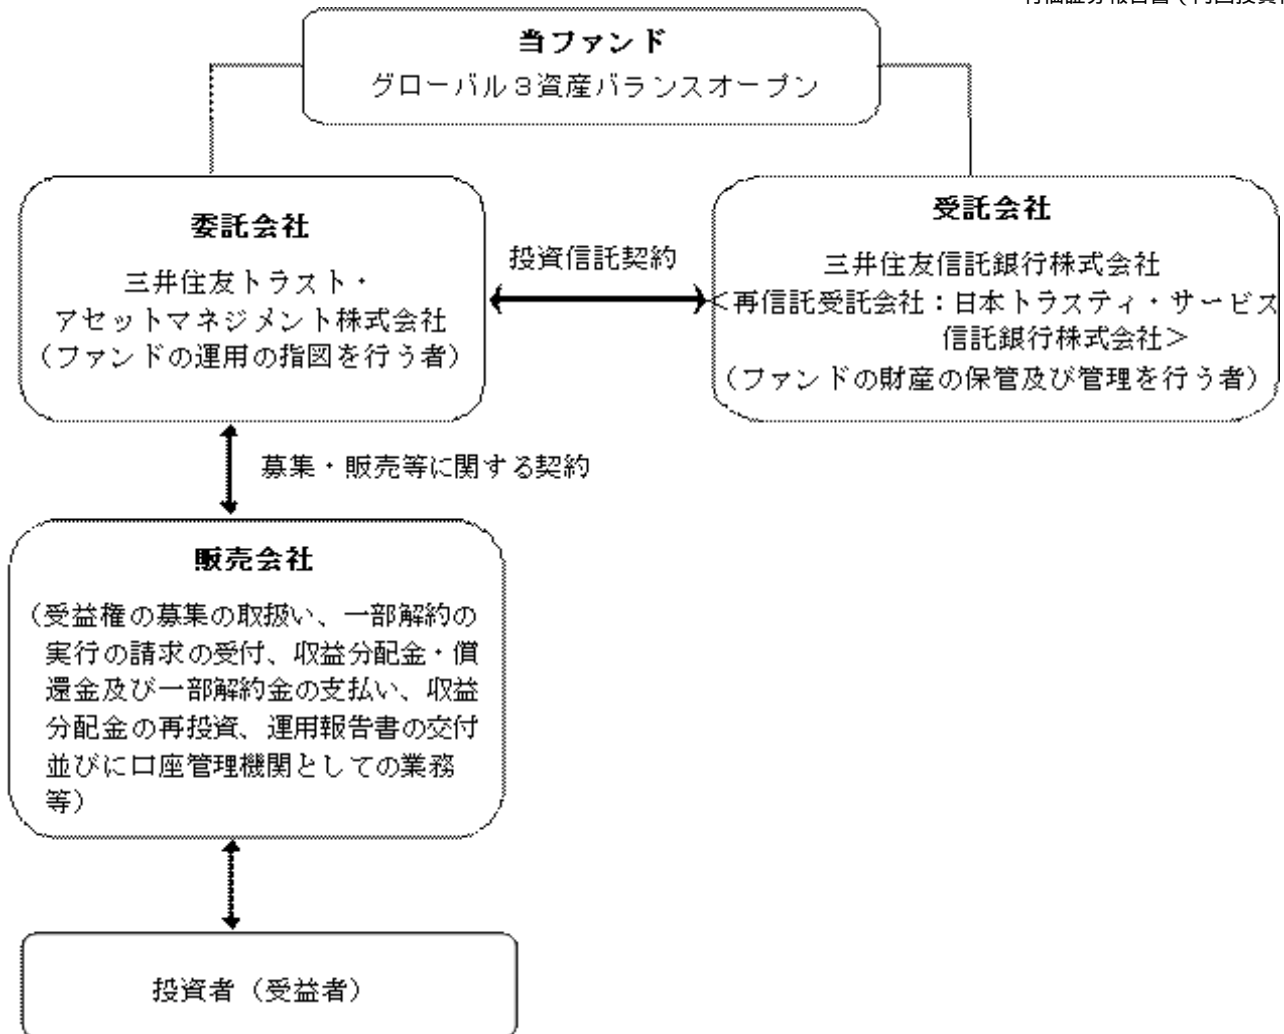 当ファンド
グローバル３資産バランスオープン
委託会社
三井住友トラスト・
アセットマネジメント株式会社
（ファンドの運用の指図を行う者）
投資信託契約
受託会社
三井住友信託銀行株式会社
＜再信託受託会社：日本トラスティ・サービス
信託銀行株式会社＞
（ファンドの財産の保管及び管理を行う者）
募集・販売等に関する契約
販売会社
（受益権の募集の取扱い、一部解約の
実行の請求の受付、収益分配金・償
還金及び一部解約金の支払い、収益
分配金の再投資、運用報告書の交付
並びに口座管理機関としての業務
等）
投資者（受益者）